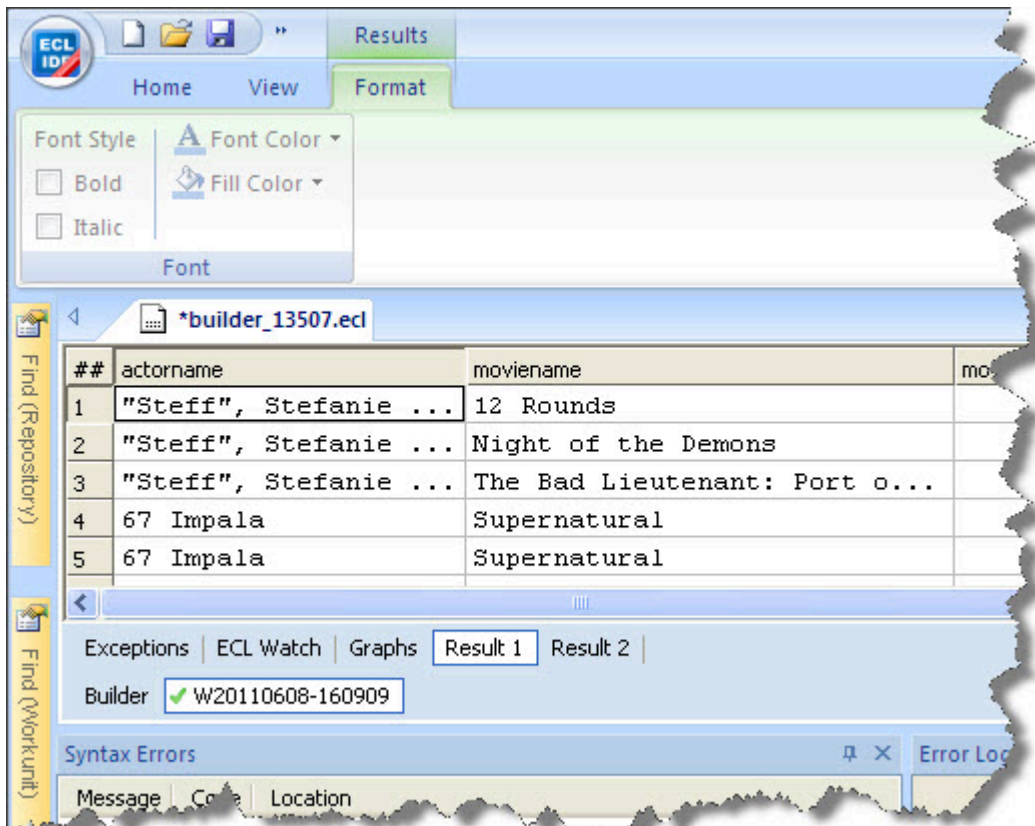 ECL
IDE
Results
Home View Format
Font Style Font Color
Bold Fill Color
Italic
Font
*builder_13507.ecl
Find (Repository)
## actorname moviename
1 "Steff", Stefanie ... 12 Rounds
2 "Steff", Stefanie ... Night of the Demons
3 "Steff", Stefanie ... The Bad Lieutenant: Port o...
4 67 Impala Supernatural
5 67 Impala Supernatural
Exceptions ECL Watch Graphs Result 1 Result 2
Builder W20110608-160909
Find (Workunit)
Syntax Errors Error Log
Message Code Location